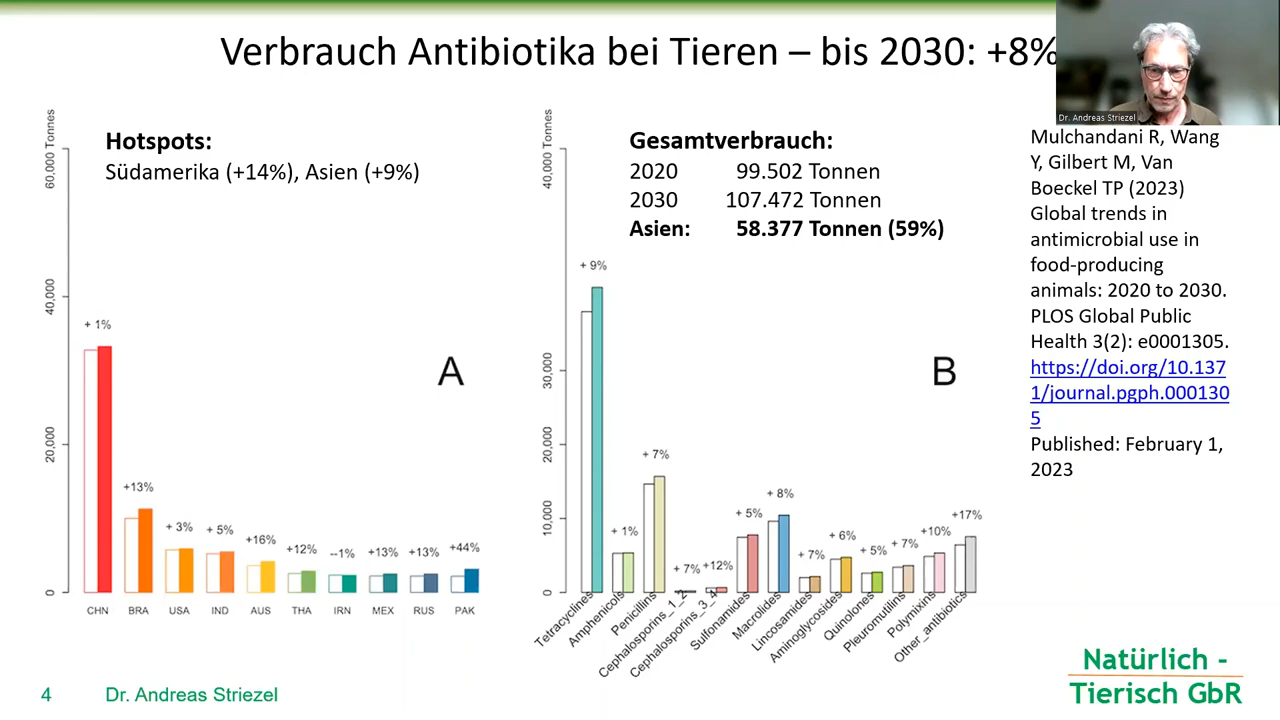 Verbrauch Antibiotika bei Tieren – bis 2030: +8%
Dr. Andreas Striezel
Hotspots:
Südamerika (+14%), Asien (+9%)
60,000 Tonnes
40,000
20,000
0
+ 1%
+13%
+ 3%
+ 5%
+16%
+12%
--1%
+13%
+13%
+44%
A
CHN BRA USA IND AUS THA IRN MEX RUS PAK
Gesamtverbrauch:
2020 99.502 Tonnen
2030 107.472 Tonnen
Asien: 58.377 Tonnen (59%)
40,000 Tonnes
30,000
20,000
10,000
0
+ 9%
+ 1%
+ 7%
+ 7%
+12%
+ 5%
+ 8%
+ 7%
+ 6%
+ 5%
+ 7%
+10%
+17%
B
Tetracyclines
Amphenicols
Penicillins
Cephalosporins_1_2
Cephalosporins_3_4
Sulfonamides
Macrolides
Lincosamides
Aminoglycosides
Quinolones
Pleuromutilins
Polymixins
Other_antibiotics
Mulchandani R, Wang
Y, Gilbert M, Van
Boeckel TP (2023)
Global trends in
antimicrobial use in
food-producing
animals: 2020 to 2030.
PLOS Global Public
Health 3(2): e0001305.
https://doi.org/10.137
1/journal.pgph.000130
5
Published: February 1,
2023
4 Dr. Andreas Striezel
Natürlich -
Tierisch GbR